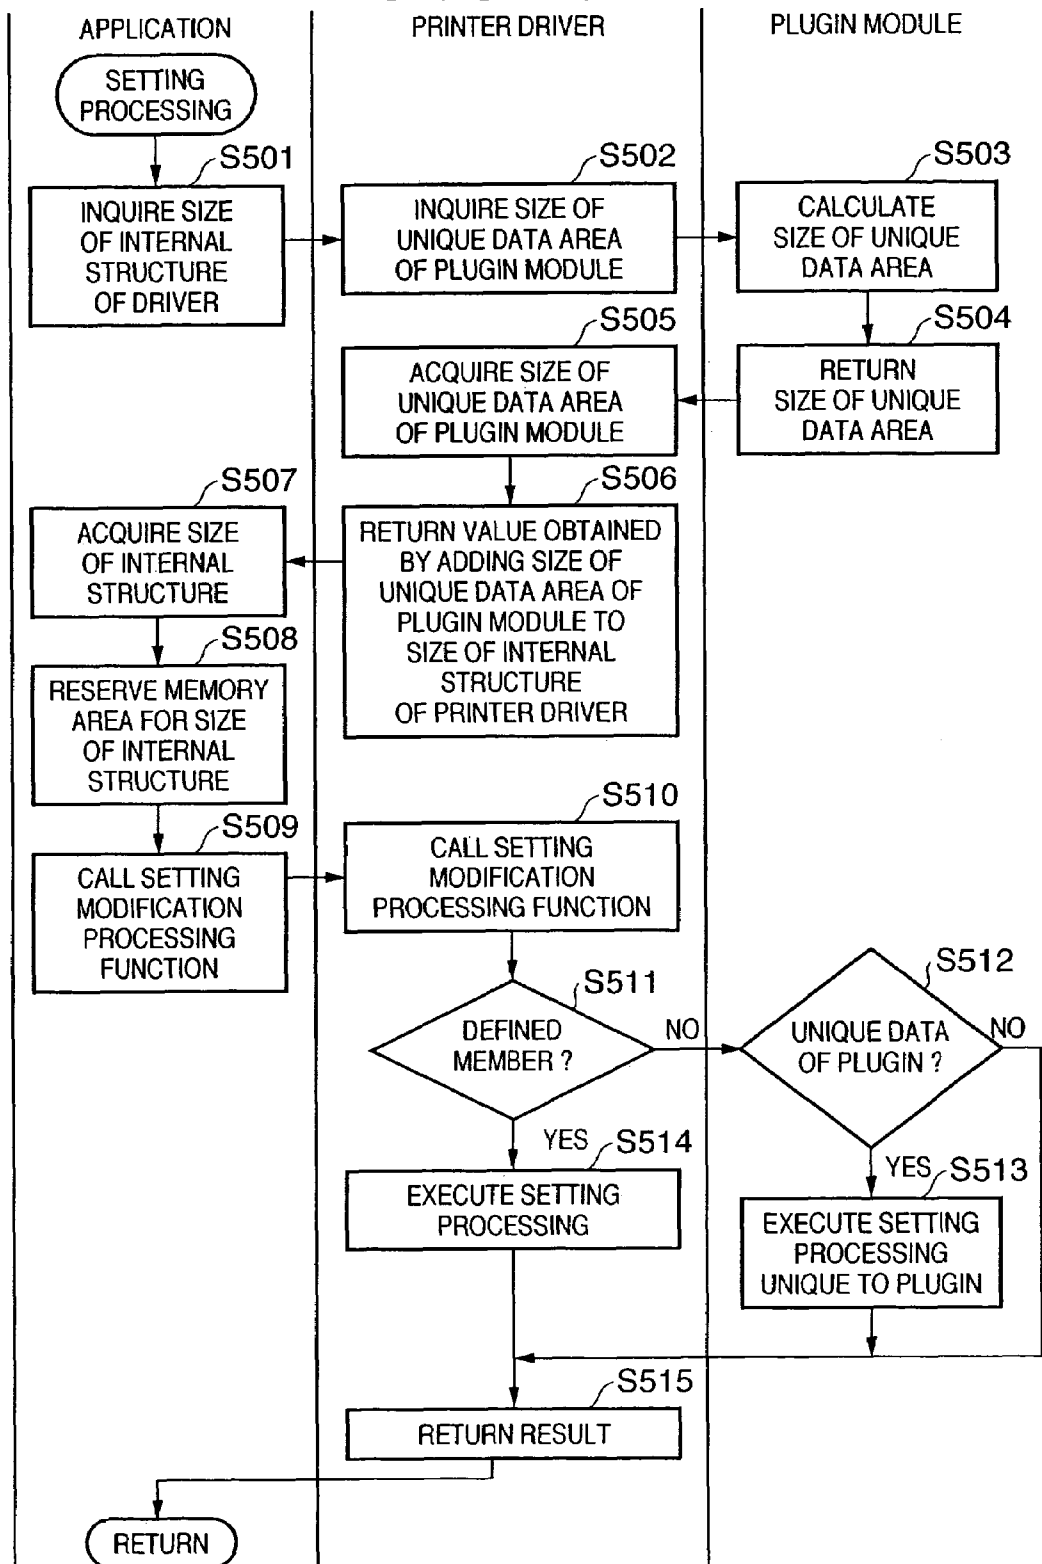 APPLICATION
PRINTER DRIVER
PLUGIN MODULE
SETTING
PROCESSING
S501
INQUIRE SIZE
OF INTERNAL
STRUCTURE
OF DRIVER
S502
INQUIRE SIZE OF
UNIQUE DATA AREA
OF PLUGIN MODULE
S503
CALCULATE
SIZE OF UNIQUE
DATA AREA
S504
RETURN
SIZE OF UNIQUE
DATA AREA
S505
ACQUIRE SIZE OF
UNIQUE DATA AREA
OF PLUGIN MODULE
S506
RETURN VALUE OBTAINED
BY ADDING SIZE OF
UNIQUE DATA AREA OF
PLUGIN MODULE TO
SIZE OF INTERNAL
STRUCTURE
OF PRINTER DRIVER
S507
ACQUIRE SIZE
OF INTERNAL
STRUCTURE
S508
RESERVE MEMORY
AREA FOR SIZE
OF INTERNAL
STRUCTURE
S509
CALL SETTING
MODIFICATION
PROCESSING
FUNCTION
S510
CALL SETTING
MODIFICATION
PROCESSING FUNCTION
S511
DEFINED
MEMBER ?
NO
YES
S512
UNIQUE DATA
OF PLUGIN ?
NO
YES
S513
EXECUTE SETTING
PROCESSING
UNIQUE TO PLUGIN
S514
EXECUTE SETTING
PROCESSING
S515
RETURN RESULT
RETURN